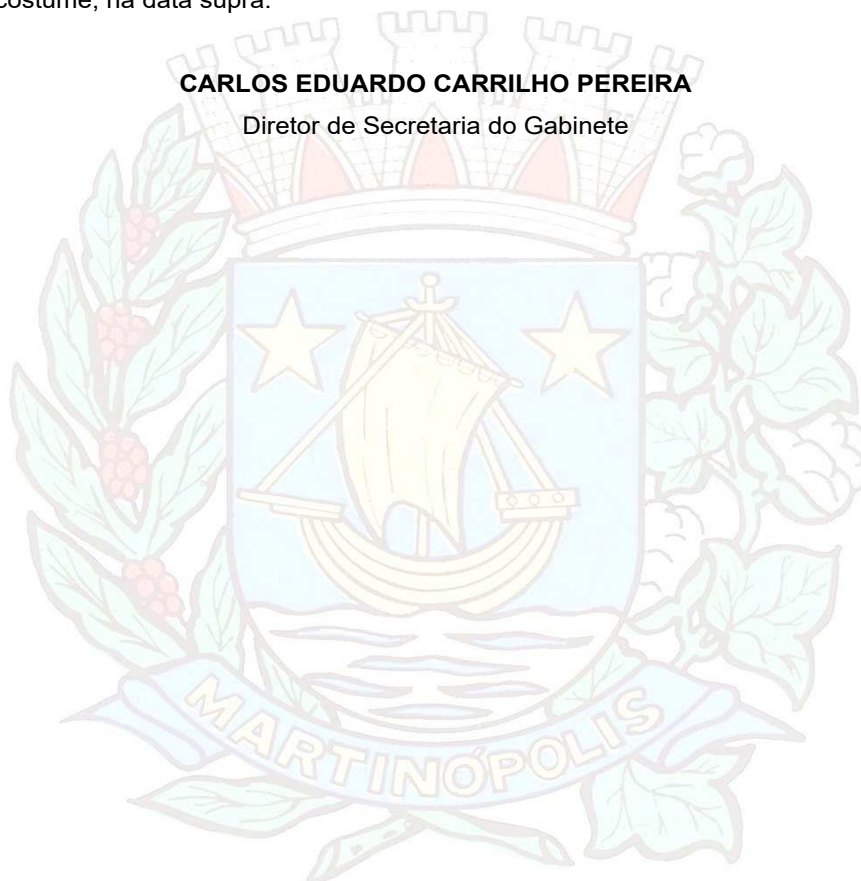 costume, na data supra.
CARLOS EDUARDO CARRILHO PEREIRA
Diretor de Secretaria do Gabinete
MARTINÓPOLIS